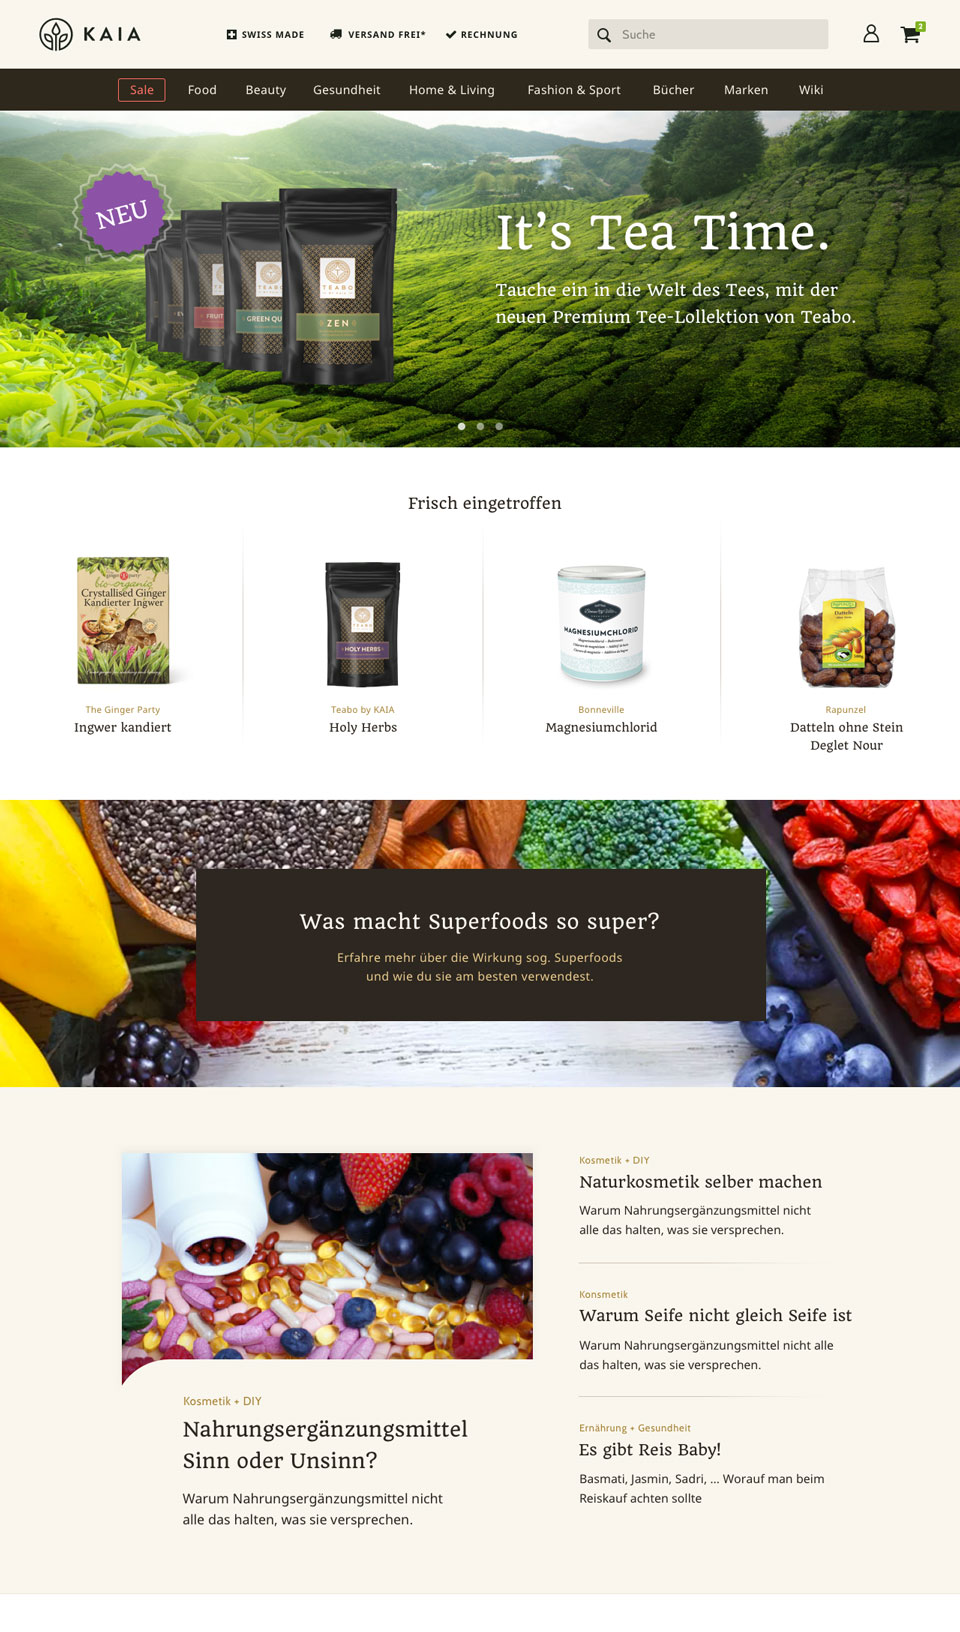 KAIA
SWISS MADE
VERSAND FREI*
RECHNUNG
Suche
2
Sale
Food
Beauty
Gesundheit
Home & Living
Fashion & Sport
Bücher
Marken
Wiki
NEU
TEABO
FRUIT
GREEN QU
ZEN
It's Tea Time.
Tauche ein in die Welt des Tees, mit der
neuen Premium Tee-Lollektion von Teabo.
Frisch eingetroffen
ginger party
bio-organic
Crystallised Ginger
Kandierter Ingwer
TEABO
HOLY HERBS
MAGNESIUMCHLORID
Datteln
The Ginger Party
Ingwer kandiert
Teabo by KAIA
Holy Herbs
Bonneville
Magnesiumchlorid
Rapunzel
Datteln ohne Stein
Deglet Nour
Was macht Superfoods so super?
Erfahre mehr über die Wirkung sog. Superfoods
und wie du sie am besten verwendest.
Kosmetik + DIY
Nahrungsergänzungsmittel
Sinn oder Unsinn?
Warum Nahrungsergänzungsmittel nicht
alle das halten, was sie versprechen.
Kosmetik + DIY
Naturkosmetik selber machen
Warum Nahrungsergänzungsmittel nicht
alle das halten, was sie versprechen.
Konsmetik
Warum Seife nicht gleich Seife ist
Warum Nahrungsergänzungsmittel nicht alle
das halten, was sie versprechen.
Ernährung + Gesundheit
Es gibt Reis Baby!
Basmati, Jasmin, Sadri, ... Worauf man beim
Reiskauf achten sollte